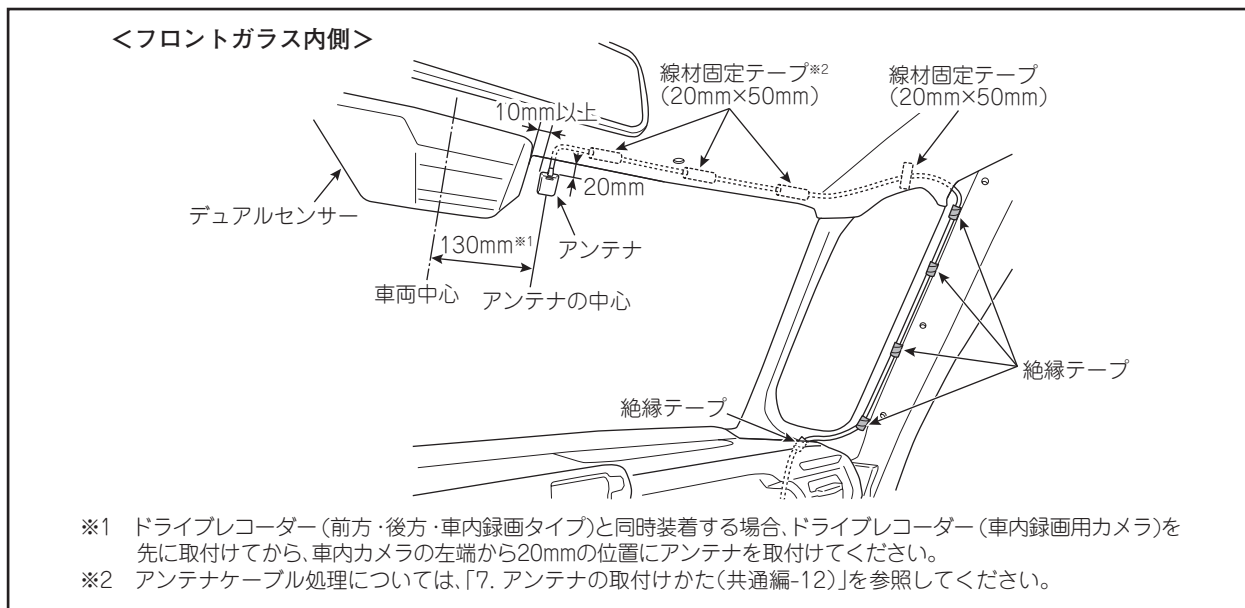 ＜フロントガラス内側＞
線材固定テープ※2
（20mm×50mm）
線材固定テープ
（20mm×50mm）
10mm以上
20mm
デュアルセンサー
アンテナ
130mm※1
車両中心
アンテナの中心
絶縁テープ
絶縁テープ
※1 ドライブレコーダー（前方・後方・車内録画タイプ）と同時装着する場合、ドライブレコーダー（車内録画用カメラ）を
先に取付けてから、車内カメラの左端から20mmの位置にアンテナを取付けてください。
※2 アンテナケーブル処理については、「7. アンテナの取付けかた（共通編-12）」を参照してください。